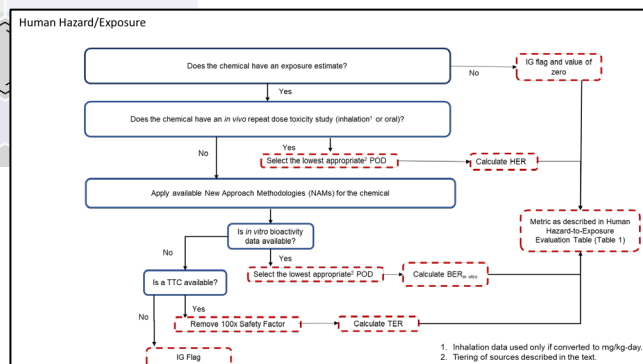 Human Hazard/Exposure
Does the chemical have an exposure estimate?
No
IG flag and value of
zero
Yes
Does the chemical have an in vivo repeat dose toxicity study (inhalation¹ or oral)?
No
Yes
Select the lowest appropriate² POD
Calculate HER
Apply available New Approach Methodologies (NAMs) for the chemical
Metric as described in Human
Hazard-to-Exposure
Evaluation Table (Table 1)
Is in vitro bioactivity
data available?
No
Yes
Select the lowest appropriate² POD
Calculate BERin vitro
Is a TTC available?
No
Yes
Remove 100x Safety Factor
Calculate TER
IG Flag
1. Inhalation data used only if converted to mg/kg-day.
2. Tiering of sources described in the text.